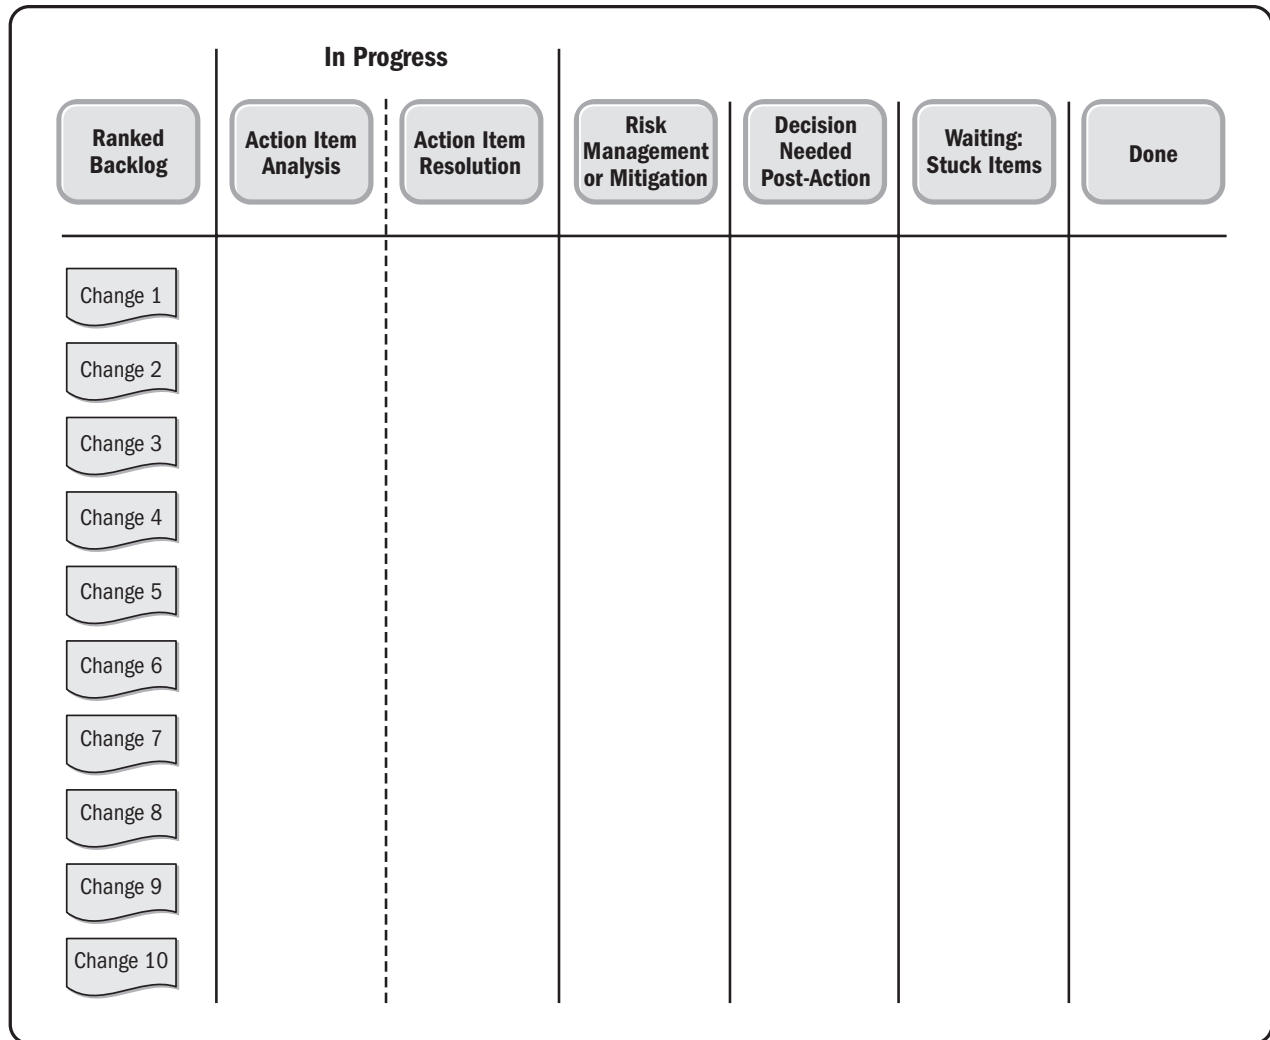 In Progress
Ranked
Backlog
Action Item
Analysis
Action Item
Resolution
Risk
Management
or Mitigation
Decision
Needed
Post-Action
Waiting:
Stuck Items
Done
Change 1
Change 2
Change 3
Change 4
Change 5
Change 6
Change 7
Change 8
Change 9
Change 10